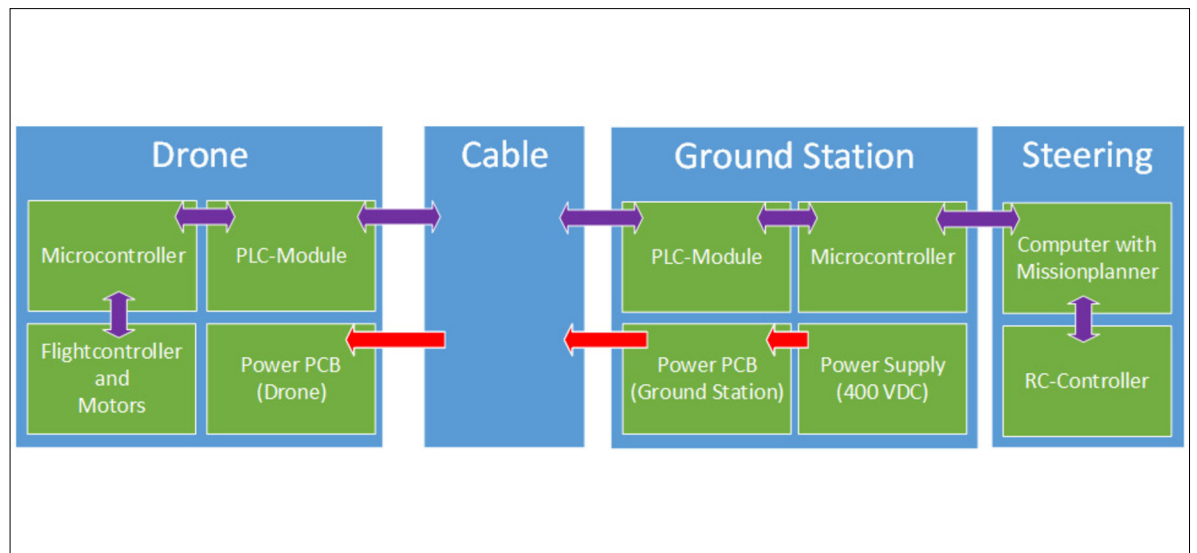 Drone
Microcontroller
PLC-Module
Flightcontroller
and
Motors
Power PCB
(Drone)
Cable
Ground Station
PLC-Module
Microcontroller
Power PCB
(Ground Station)
Power Supply
(400 VDC)
Steering
Computer with
Missionplanner
RC-Controller